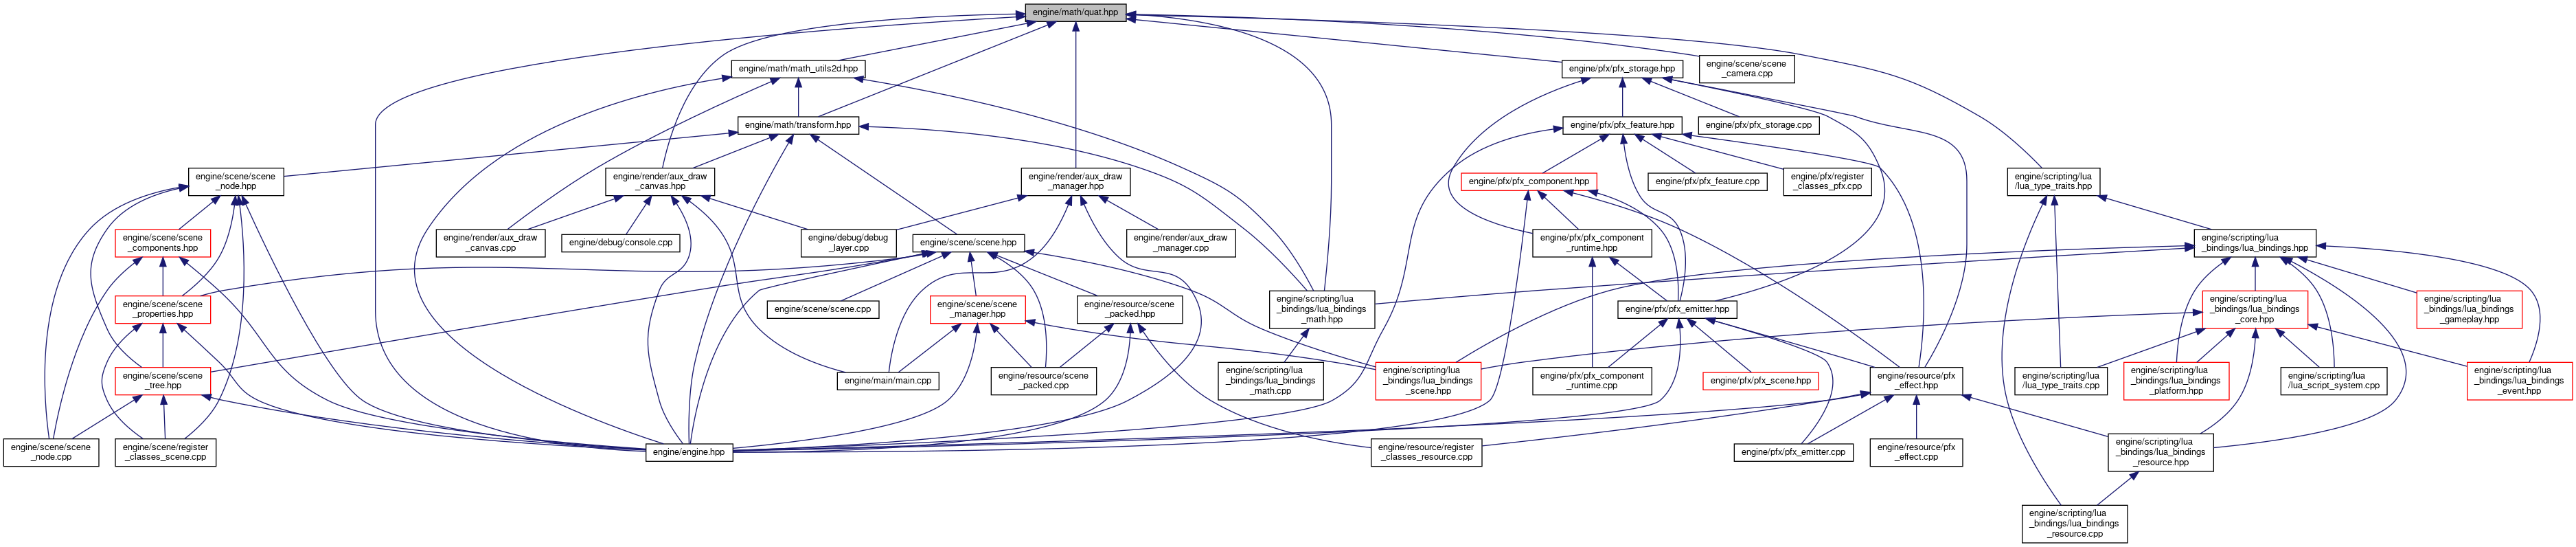 engine/math/quat.hpp
engine/math/math_utils2d.hpp
engine/pfx/pfx_storage.hpp
engine/scene/scene
_camera.cpp
engine/math/transform.hpp
engine/pfx/pfx_feature.hpp
engine/pfx/pfx_storage.cpp
engine/scene/scene
_node.hpp
engine/render/aux_draw
_canvas.hpp
engine/render/aux_draw
_manager.hpp
engine/pfx/pfx_component.hpp
engine/pfx/pfx_feature.cpp
engine/pfx/register
_classes_pfx.cpp
engine/scripting/lua
/lua_type_traits.hpp
engine/scene/scene
_components.hpp
engine/render/aux_draw
_canvas.cpp
engine/debug/console.cpp
engine/debug/debug
_layer.cpp
engine/scene/scene.hpp
engine/render/aux_draw
_manager.cpp
engine/pfx/pfx_component
_runtime.hpp
engine/scripting/lua
_bindings/lua_bindings.hpp
engine/scene/scene
_properties.hpp
engine/scene/scene.cpp
engine/scene/scene
_manager.hpp
engine/resource/scene
_packed.hpp
engine/scripting/lua
_bindings/lua_bindings
_math.hpp
engine/pfx/pfx_emitter.hpp
engine/scripting/lua
_bindings/lua_bindings
_core.hpp
engine/scripting/lua
_bindings/lua_bindings
_gameplay.hpp
engine/scene/scene
_tree.hpp
engine/main/main.cpp
engine/resource/scene
_packed.cpp
engine/scripting/lua
_bindings/lua_bindings
_math.cpp
engine/scripting/lua
_bindings/lua_bindings
_scene.hpp
engine/pfx/pfx_component
_runtime.cpp
engine/pfx/pfx_scene.hpp
engine/resource/pfx
_effect.hpp
engine/scripting/lua
/lua_type_traits.cpp
engine/scripting/lua
_bindings/lua_bindings
_platform.hpp
engine/scripting/lua
/lua_script_system.cpp
engine/scripting/lua
_bindings/lua_bindings
_event.hpp
engine/scene/scene
_node.cpp
engine/scene/register
_classes_scene.cpp
engine/engine.hpp
engine/resource/register
_classes_resource.cpp
engine/pfx/pfx_emitter.cpp
engine/resource/pfx
_effect.cpp
engine/scripting/lua
_bindings/lua_bindings
_resource.hpp
engine/scripting/lua
_bindings/lua_bindings
_resource.cpp